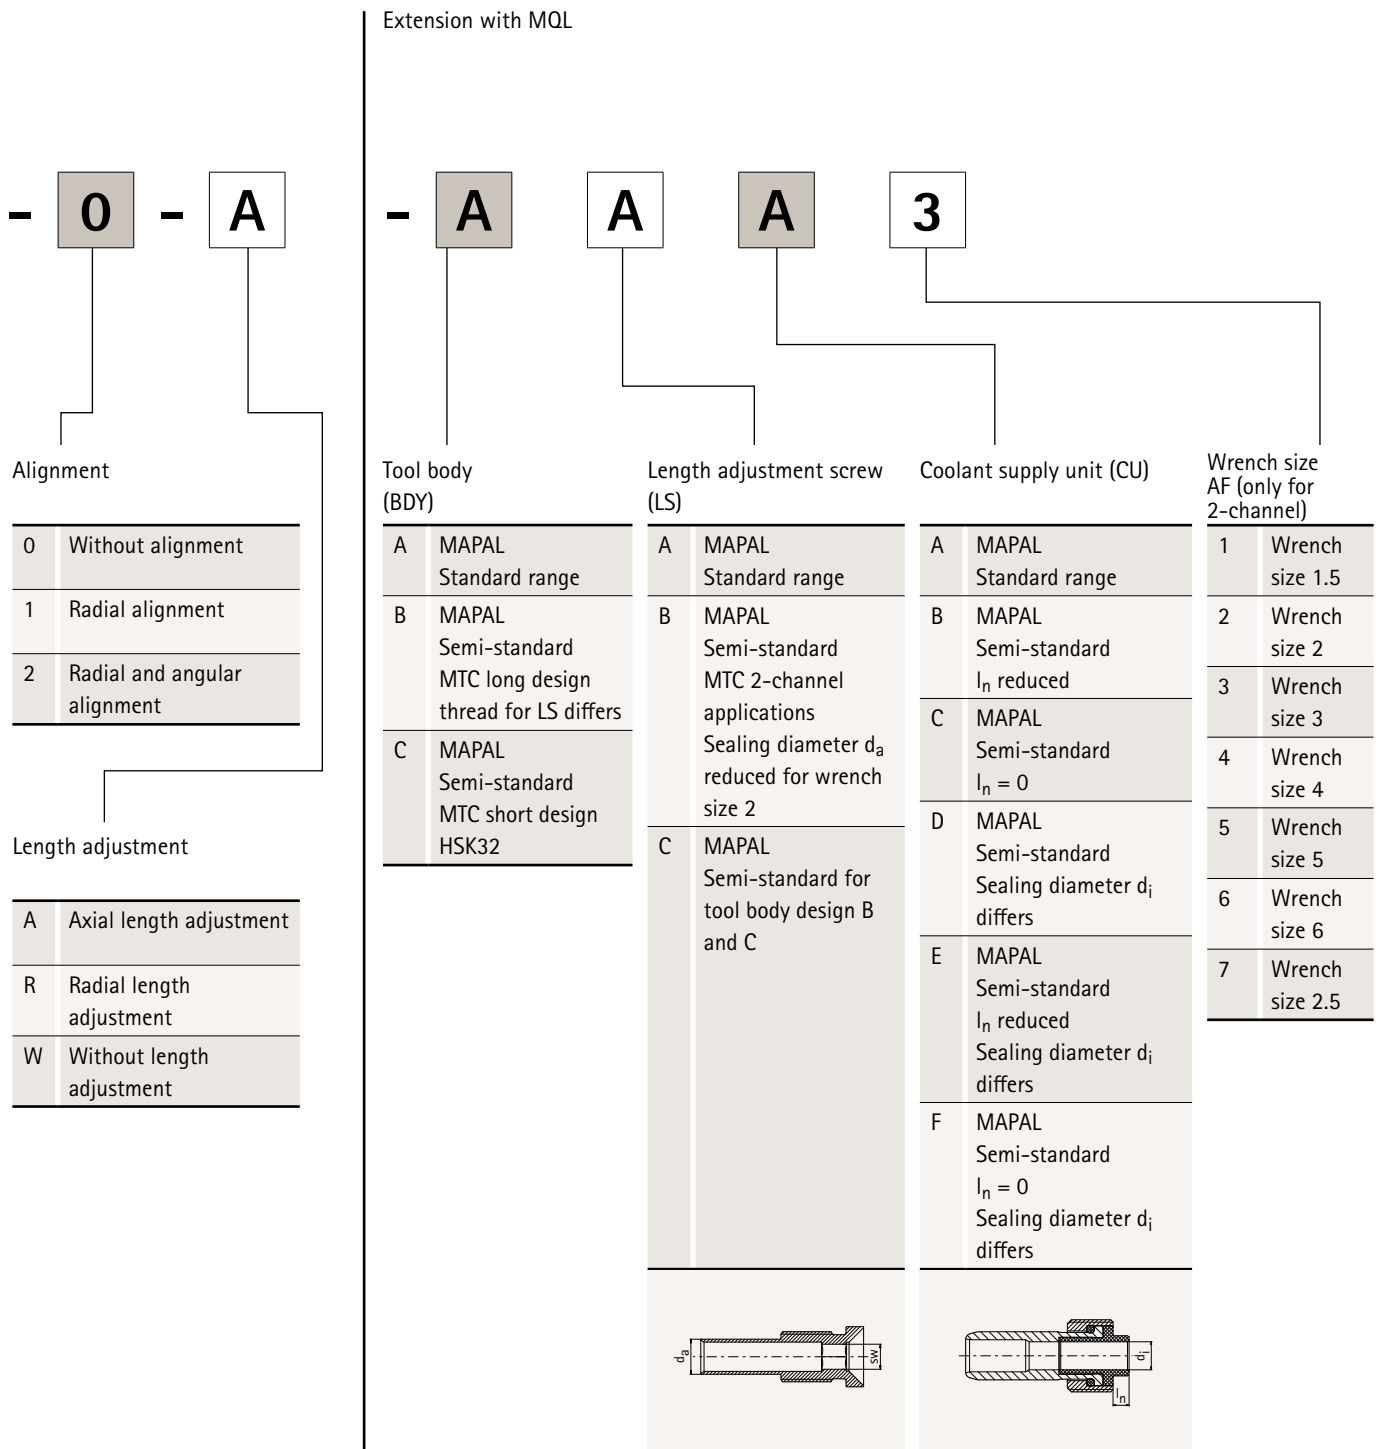 Extension with MQL
- 0 - A - A A A 3
Alignment
0 Without alignment
1 Radial alignment
2 Radial and angular
alignment
Length adjustment
A Axial length adjustment
R Radial length
adjustment
W Without length
adjustment
Tool body
(BDY)
A MAPAL
Standard range
B MAPAL
Semi-standard
MTC long design
thread for LS differs
C MAPAL
Semi-standard
MTC short design
HSK32
Length adjustment screw
(LS)
A MAPAL
Standard range
B MAPAL
Semi-standard
MTC 2-channel
applications
Sealing diameter da
reduced for wrench
size 2
C MAPAL
Semi-standard for
tool body design B
and C
da
SW
Coolant supply unit (CU)
A MAPAL
Standard range
B MAPAL
Semi-standard
ln reduced
C MAPAL
Semi-standard
ln = 0
D MAPAL
Semi-standard
Sealing diameter di
differs
E MAPAL
Semi-standard
ln reduced
Sealing diameter di
differs
F MAPAL
Semi-standard
ln = 0
Sealing diameter di
differs
di
ln
Wrench size
AF (only for
2-channel)
1 Wrench
size 1.5
2 Wrench
size 2
3 Wrench
size 3
4 Wrench
size 4
5 Wrench
size 5
6 Wrench
size 6
7 Wrench
size 2.5